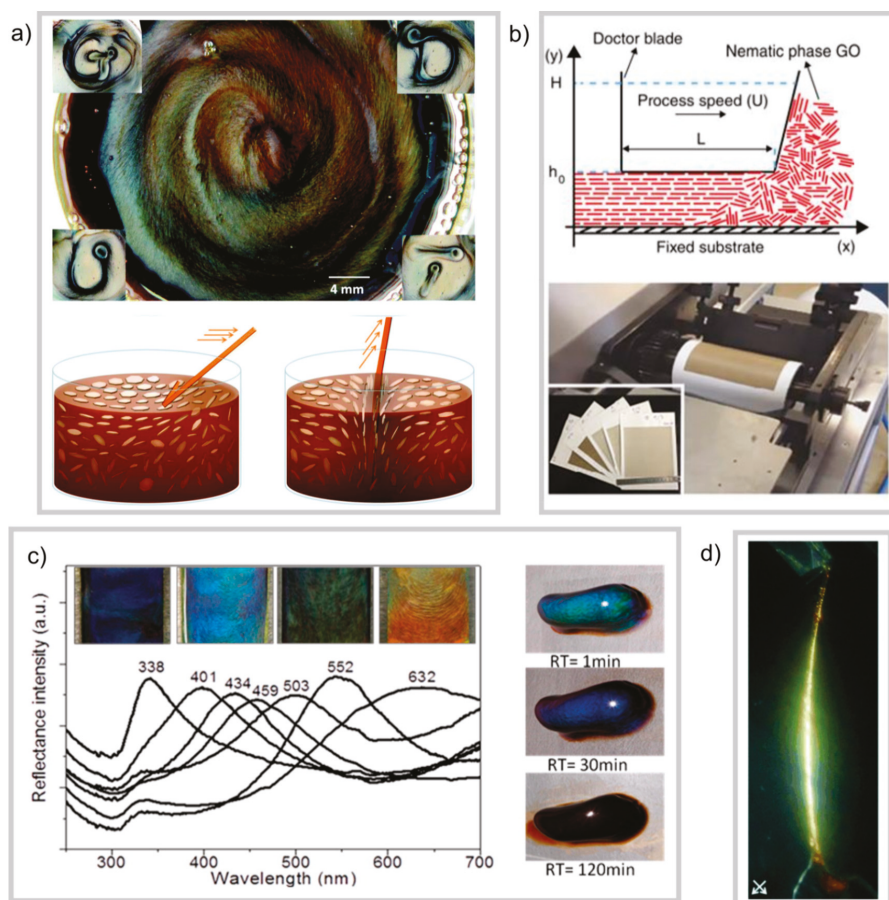 a)
4 mm
b)
(y)
Doctor blade
Nematic phase GO
H
Process speed (U)
L
h₀
Fixed substrate
(x)
c)
Reflectance intensity (a.u.)
338
401
434
459
503
552
632
300
400
500
600
700
Wavelength (nm)
RT= 1min
RT= 30min
RT= 120min
d)